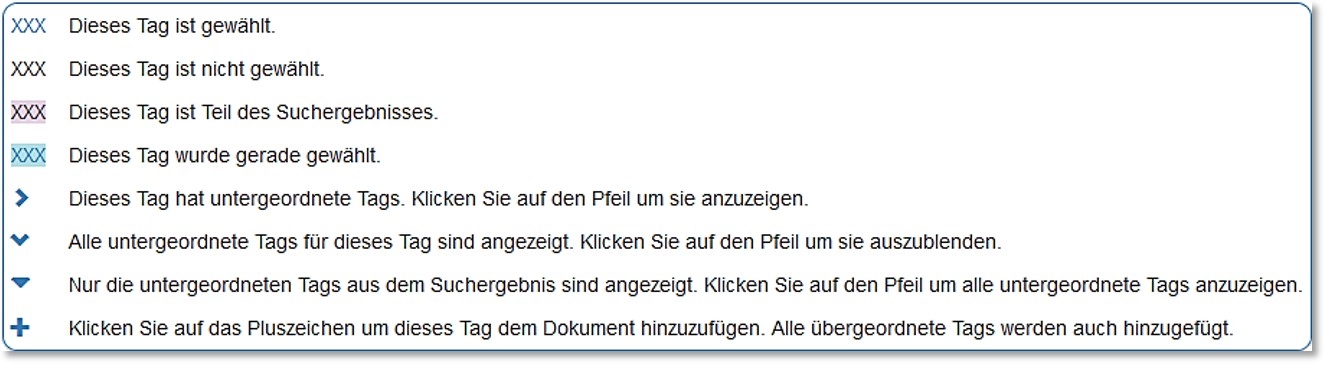 XXX Dieses Tag ist gewählt.
XXX Dieses Tag ist nicht gewählt.
XXX Dieses Tag ist Teil des Suchergebnisses.
XXX Dieses Tag wurde gerade gewählt.
Dieses Tag hat untergeordnete Tags. Klicken Sie auf den Pfeil um sie anzuzeigen.
Alle untergeordnete Tags für dieses Tag sind angezeigt. Klicken Sie auf den Pfeil um sie auszublenden.
Nur die untergeordneten Tags aus dem Suchergebnis sind angezeigt. Klicken Sie auf den Pfeil um alle untergeordnete Tags anzuzeigen.
Klicken Sie auf das Pluszeichen um dieses Tag dem Dokument hinzuzufügen. Alle übergeordnete Tags werden auch hinzugefügt.